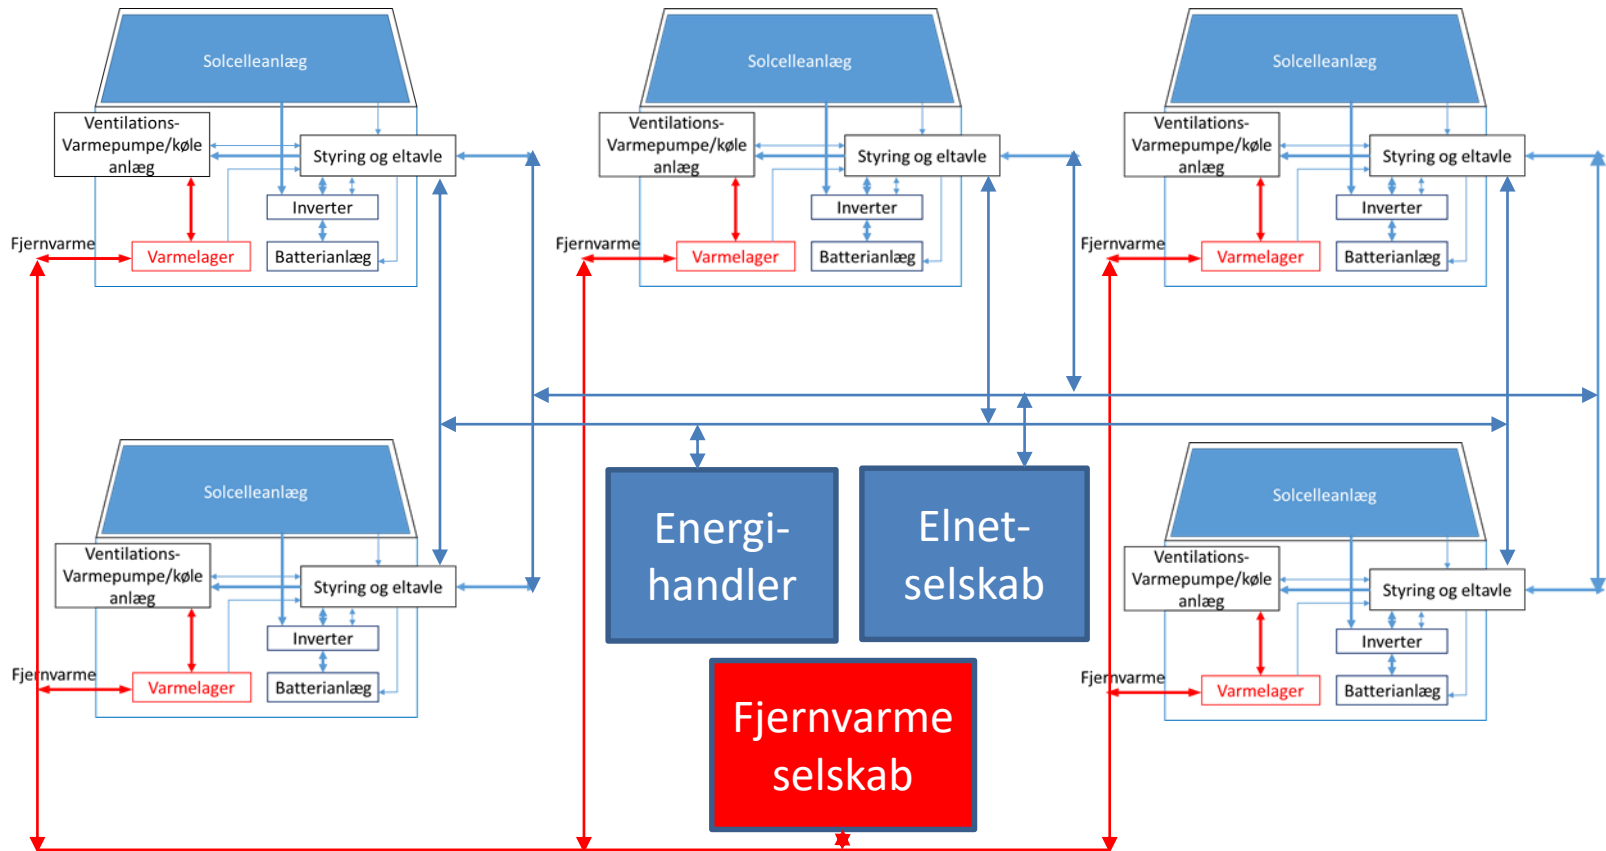 Solcelleanlæg
Ventilations-
Varmepumpe/køle
anlæg
Styring og eltavle
Inverter
Fjernvarme
Varmelager
Batterianlæg
Solcelleanlæg
Ventilations-
Varmepumpe/køle
anlæg
Styring og eltavle
Inverter
Fjernvarme
Varmelager
Batterianlæg
Solcelleanlæg
Ventilations-
Varmepumpe/køle
anlæg
Styring og eltavle
Inverter
Fjernvarme
Varmelager
Batterianlæg
Solcelleanlæg
Ventilations-
Varmepumpe/køle
anlæg
Styring og eltavle
Inverter
Fjernvarme
Varmelager
Batterianlæg
Energi-
handler
Elnet-
selskab
Fjernvarme
selskab
Solcelleanlæg
Ventilations-
Varmepumpe/køle
anlæg
Styring og eltavle
Inverter
Fjernvarme
Varmelager
Batterianlæg